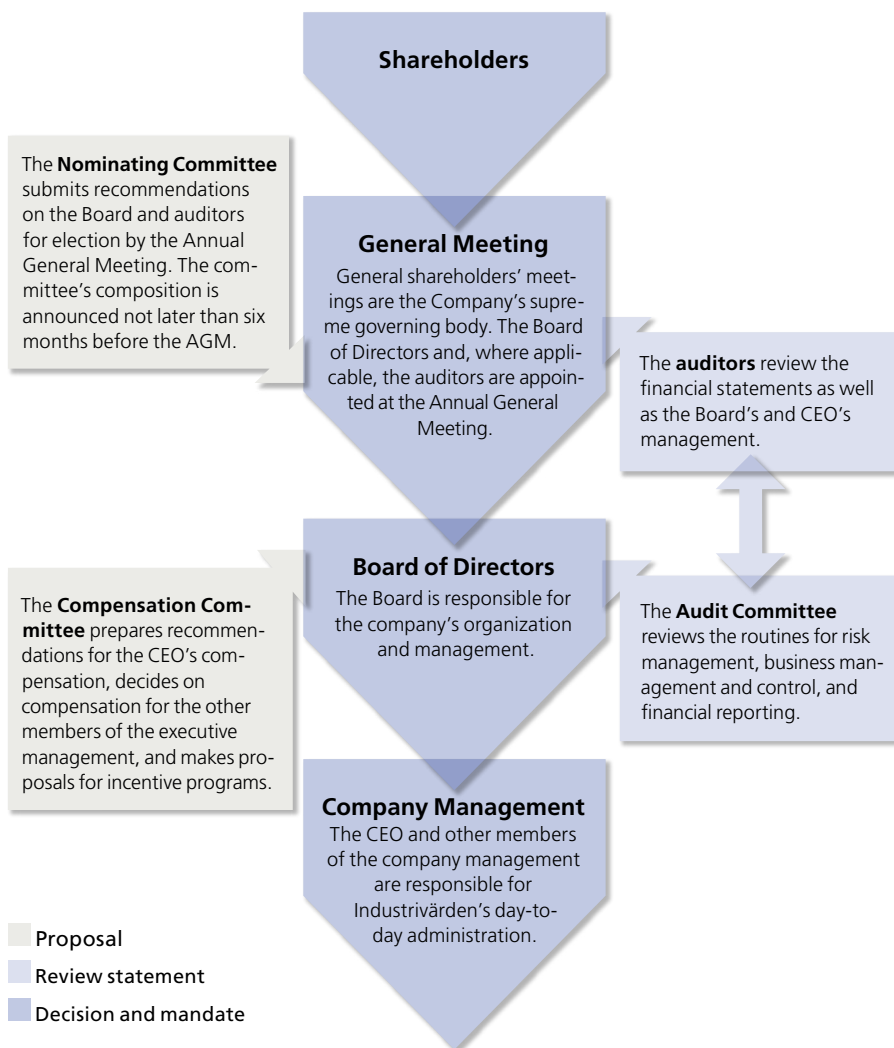 Shareholders
The Nominating Committee
submits recommendations
on the Board and auditors
for election by the Annual
General Meeting. The com-
mittee's composition is
announced not later than six
months before the AGM.
General Meeting
General shareholders' meet-
ings are the Company's supre-
me governing body. The Board
of Directors and, where appli-
cable, the auditors are appoin-
ted at the Annual General
Meeting.
The auditors review the
financial statements as well
as the Board's and CEO's
management.
Board of Directors
The Board is responsible for
the company's organization
and management.
The Compensation Com-
mittee prepares recommen-
dations for the CEO's com-
pensation, decides on
compensation for the other
members of the executive
management, and makes pro-
posals for incentive programs.
The Audit Committee
reviews the routines for risk
management, business man-
agement and control, and
financial reporting.
Company Management
The CEO and other members
of the company management
are responsible for
Industrivärden's day-to-
day administration.
Proposal
Review statement
Decision and mandate